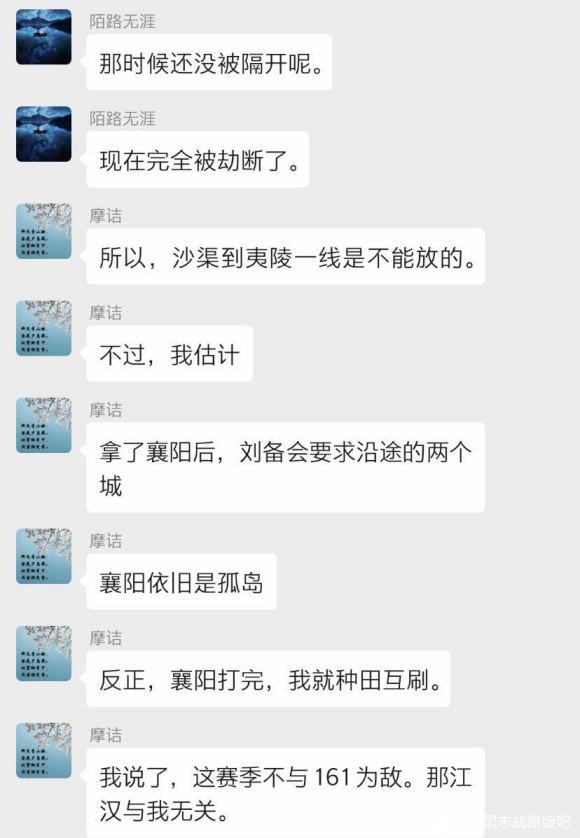 陌路无涯
那时候还没被隔开呢。
陌路无涯
现在完全被劫断了。
摩诘
所以，沙渠到夷陵一线是不能放的。
摩诘
不过，我估计
摩诘
拿了襄阳后，刘备会要求沿途的两个
城
摩诘
襄阳依旧是孤岛
摩诘
反正，襄阳打完，我就种田互刷。
摩诘
我说了，这赛季不与161为敌。那江
汉与我无关。
国志战略版吧